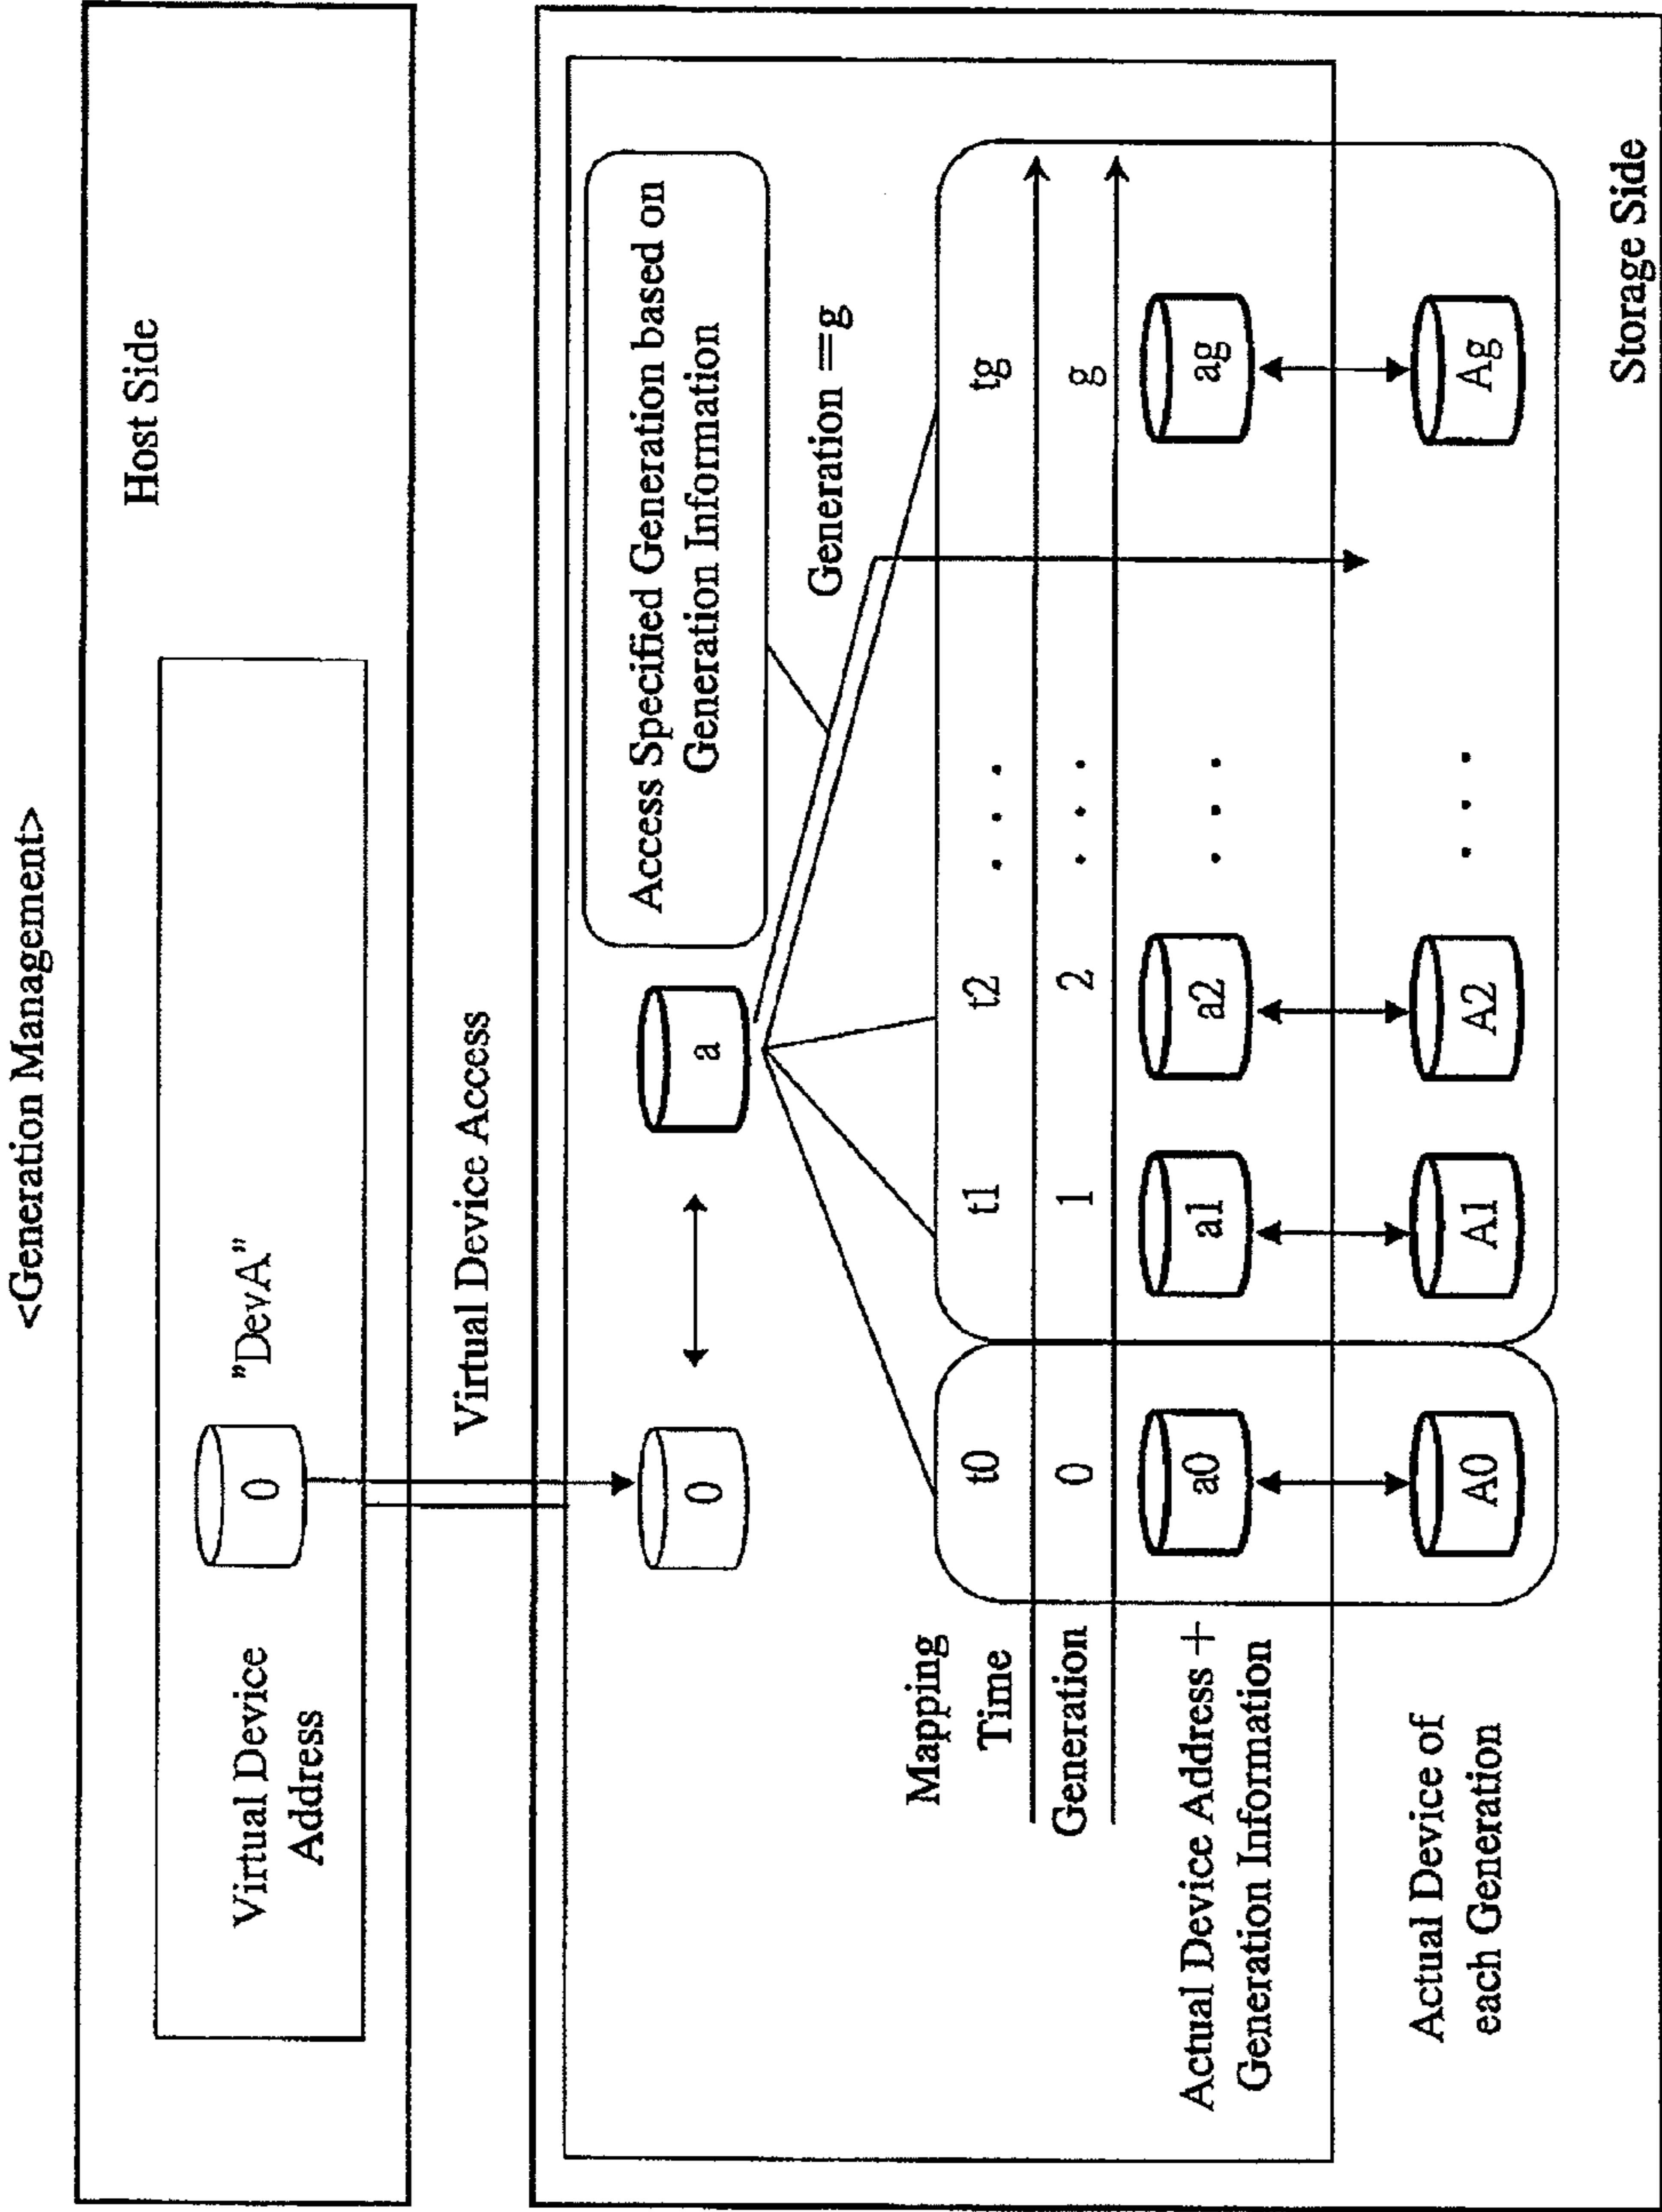 <Generation Management>
Host Side
Virtual Device
Address
0
"DevA"
Virtual Device Access
0
a
Access Specified Generation based on
Generation Information
Generation ==g
Mapping
Time
t0
t1
t2
. . .
tg
Generation
0
1
2
. . .
g
Actual Device Address +
Generation Information
a0
a1
a2
. . .
ag
Actual Device of
each Generation
A0
A1
A2
. . .
Ag
Storage Side